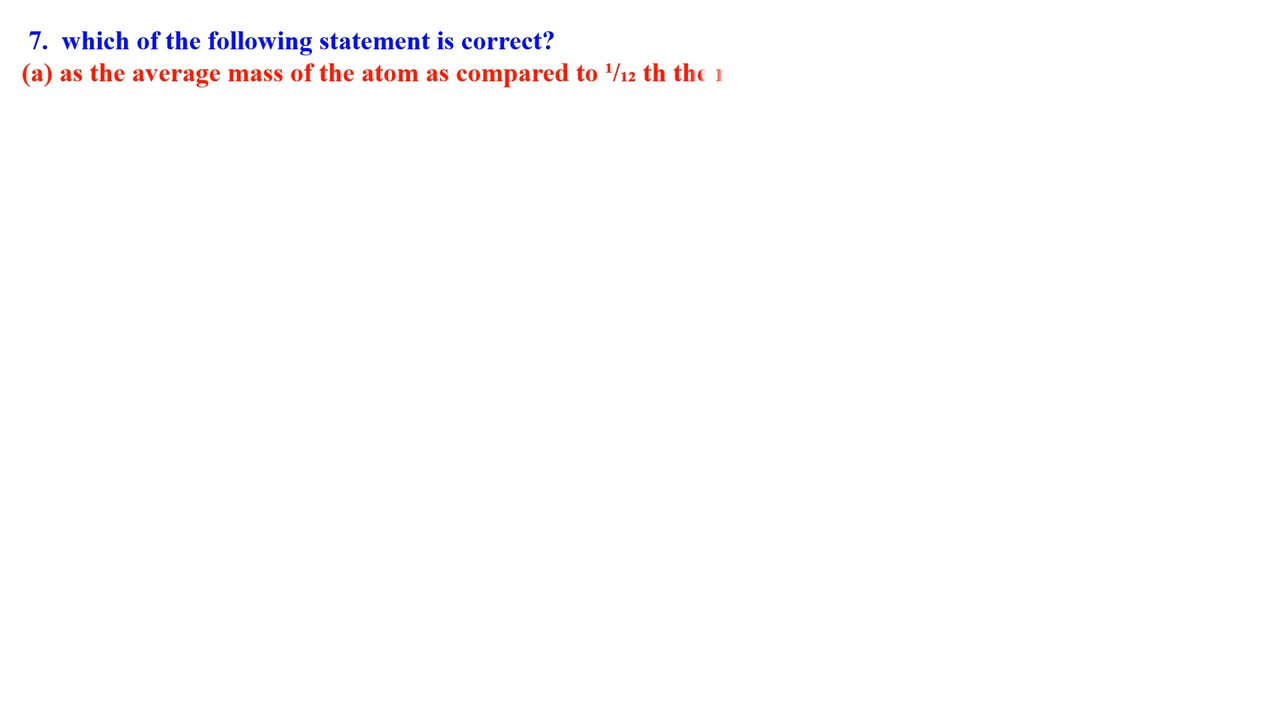 7. which of the following statement is correct?
(a) as the average mass of the atom as compared to ¹/₁₂ th the